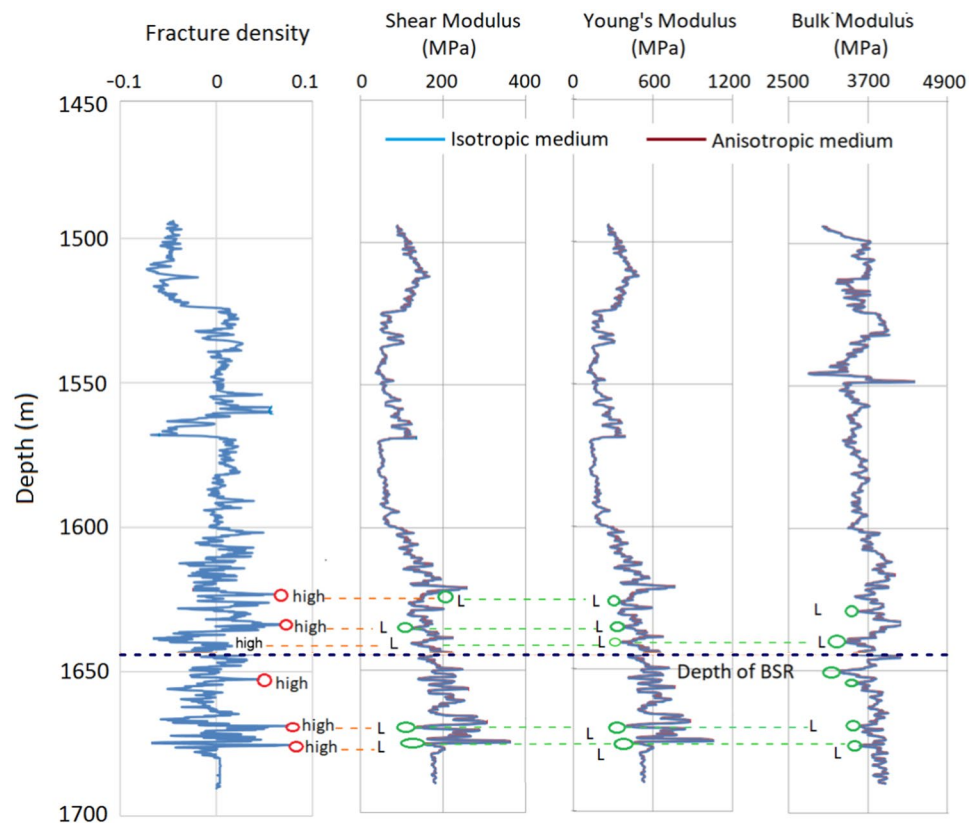 Fracture density
Shear Modulus
(MPa)
Young's Modulus
(MPa)
Bulk Modulus
(MPa)
-0.1 0 0.1
0 200 400
0 600 1200
2500 3700 4900
Depth (m)
1450
1500
1550
1600
1650
1700
Isotropic medium
Anisotropic medium
high
L
L
L
high
L
L
high
L
L
L
Depth of BSR
high
high
L
L
L
high
L
L
L